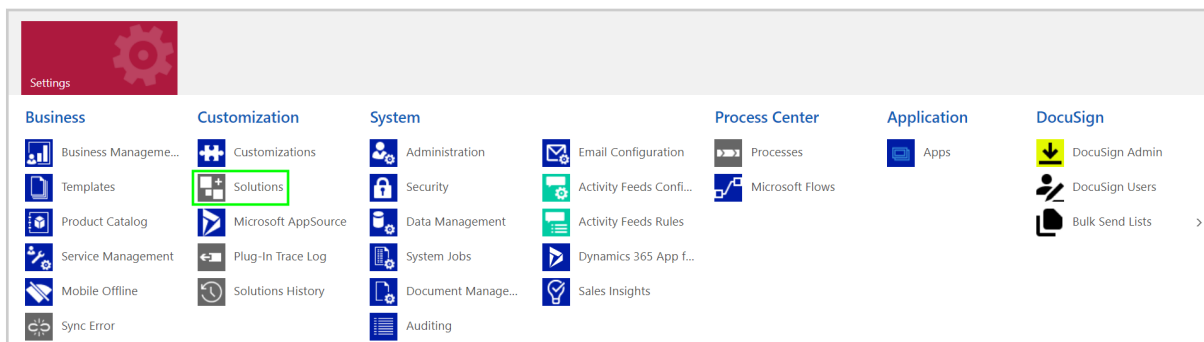 Settings
Business
Business Manageme...
Templates
Product Catalog
Service Management
Mobile Offline
Sync Error
Customization
Customizations
Solutions
Microsoft AppSource
Plug-In Trace Log
Solutions History
System
Administration
Security
Data Management
System Jobs
Document Manage...
Auditing
Email Configuration
Activity Feeds Confi...
Activity Feeds Rules
Dynamics 365 App f...
Sales Insights
Process Center
Processes
Microsoft Flows
Application
Apps
DocuSign
DocuSign Admin
DocuSign Users
Bulk Send Lists